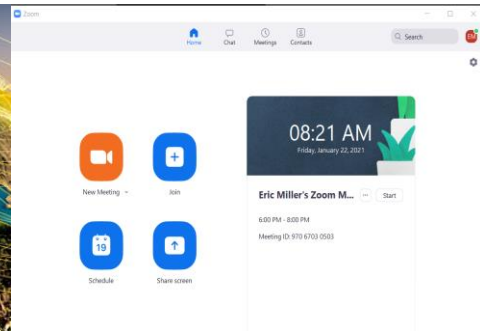 Zoom
Home
Chat
Meetings
Contacts
Search
EM
08:21 AM
Friday, January 22, 2021
New Meeting
Join
Eric Miller's Zoom M...
Start
6:00 PM - 8:00 PM
Meeting ID: 970 6703 0503
19
Schedule
Share screen